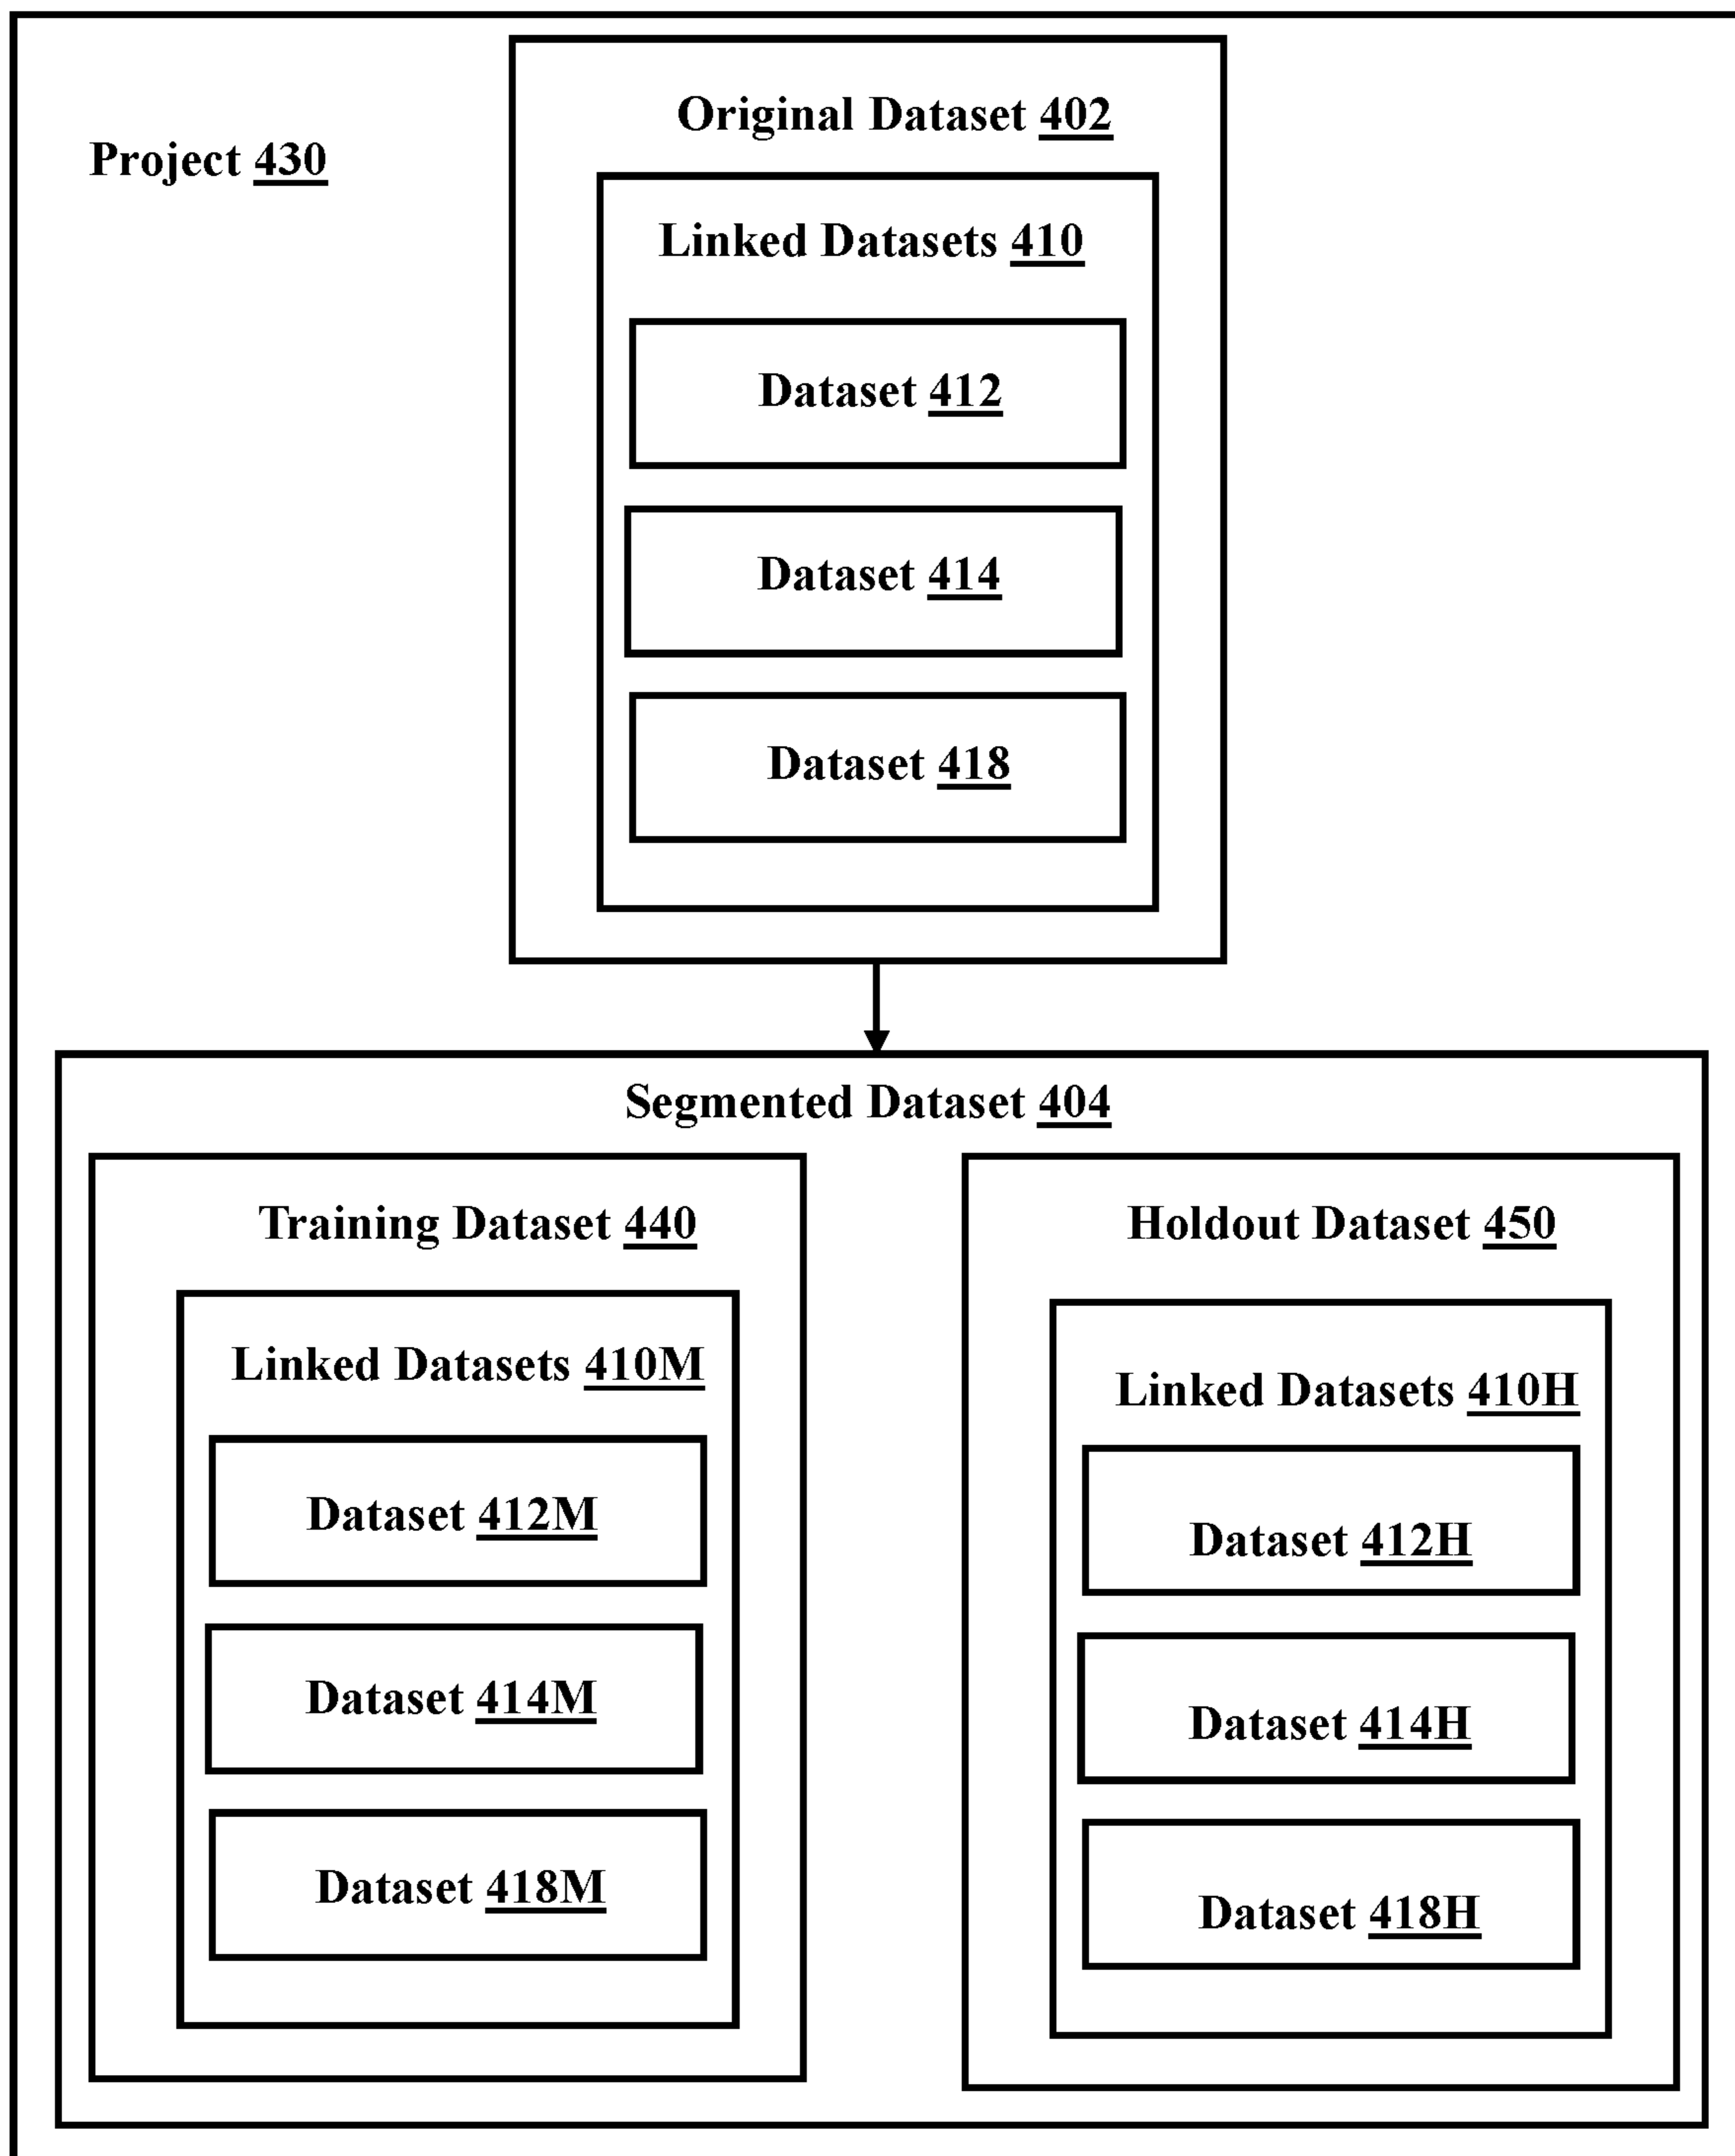 Original Dataset 402
Project 430
Linked Datasets 410
Dataset 412
Dataset 414
Dataset 418
Segmented Dataset 404
Training Dataset 440
Linked Datasets 410M
Dataset 412M
Dataset 414M
Dataset 418M
Holdout Dataset 450
Linked Datasets 410H
Dataset 412H
Dataset 414H
Dataset 418H